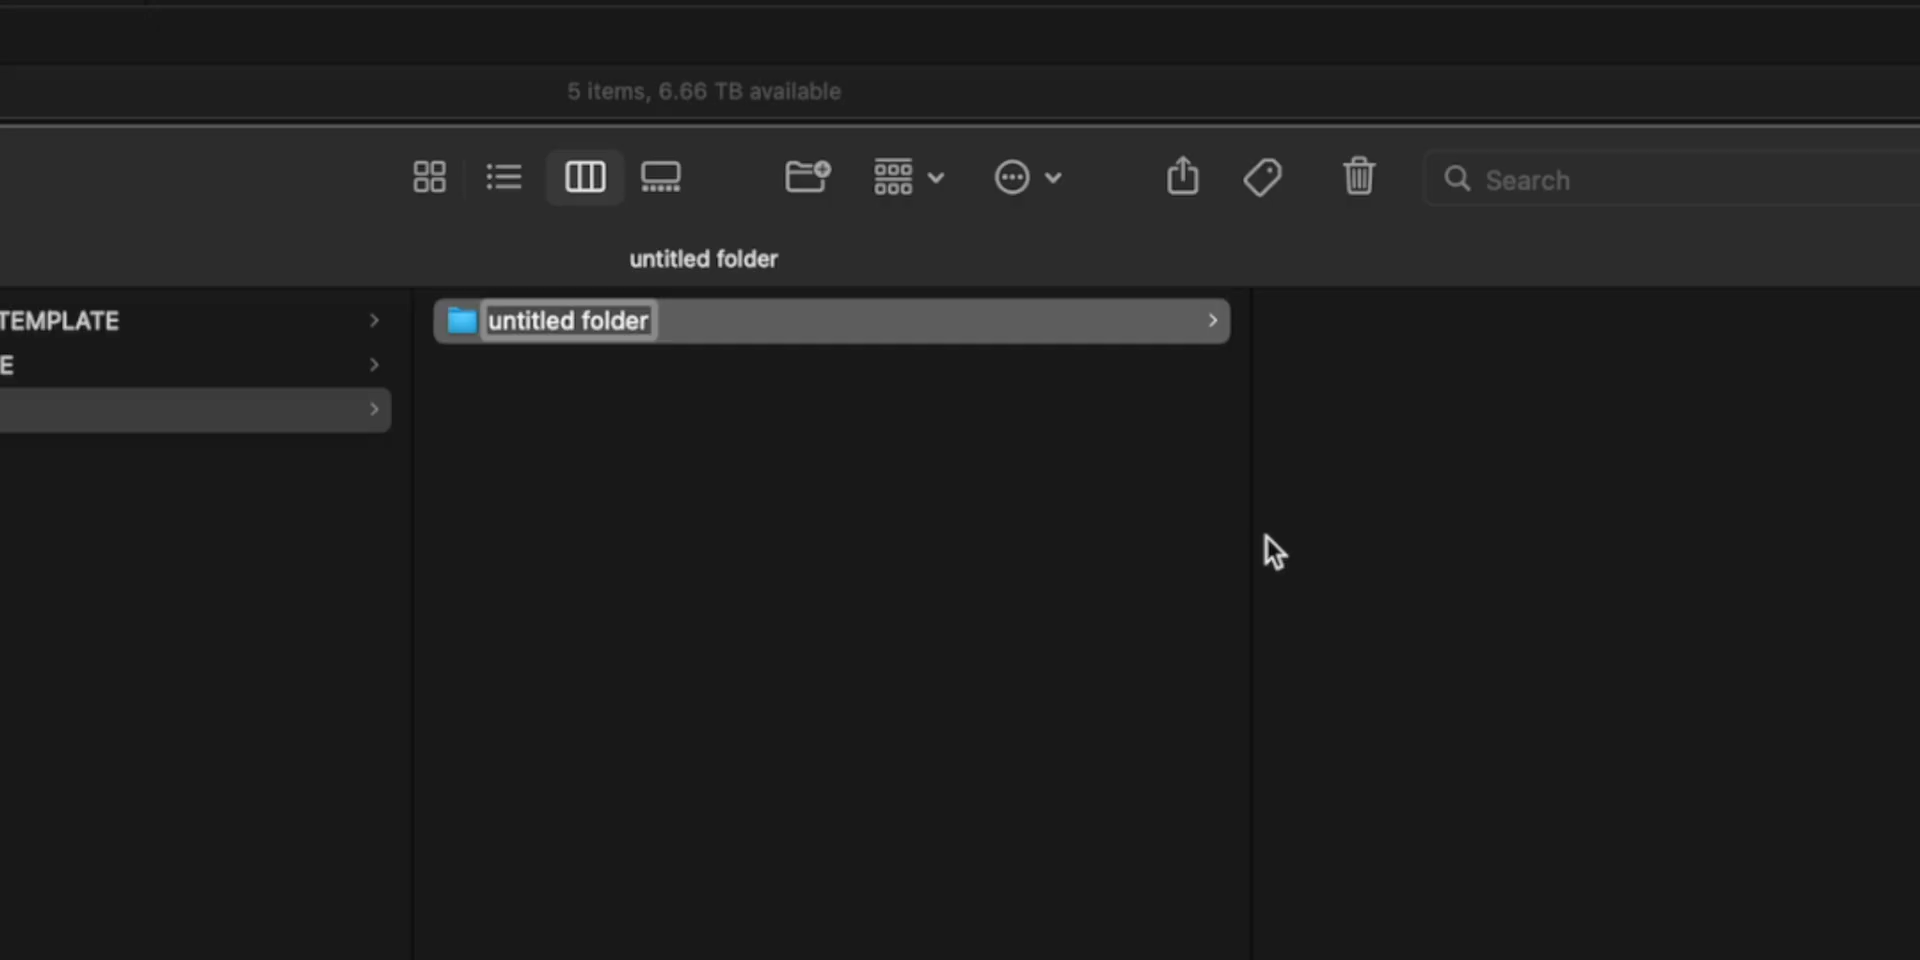 5 items, 6.66 TB available
Search
untitled folder
TEMPLATE
E
untitled folder